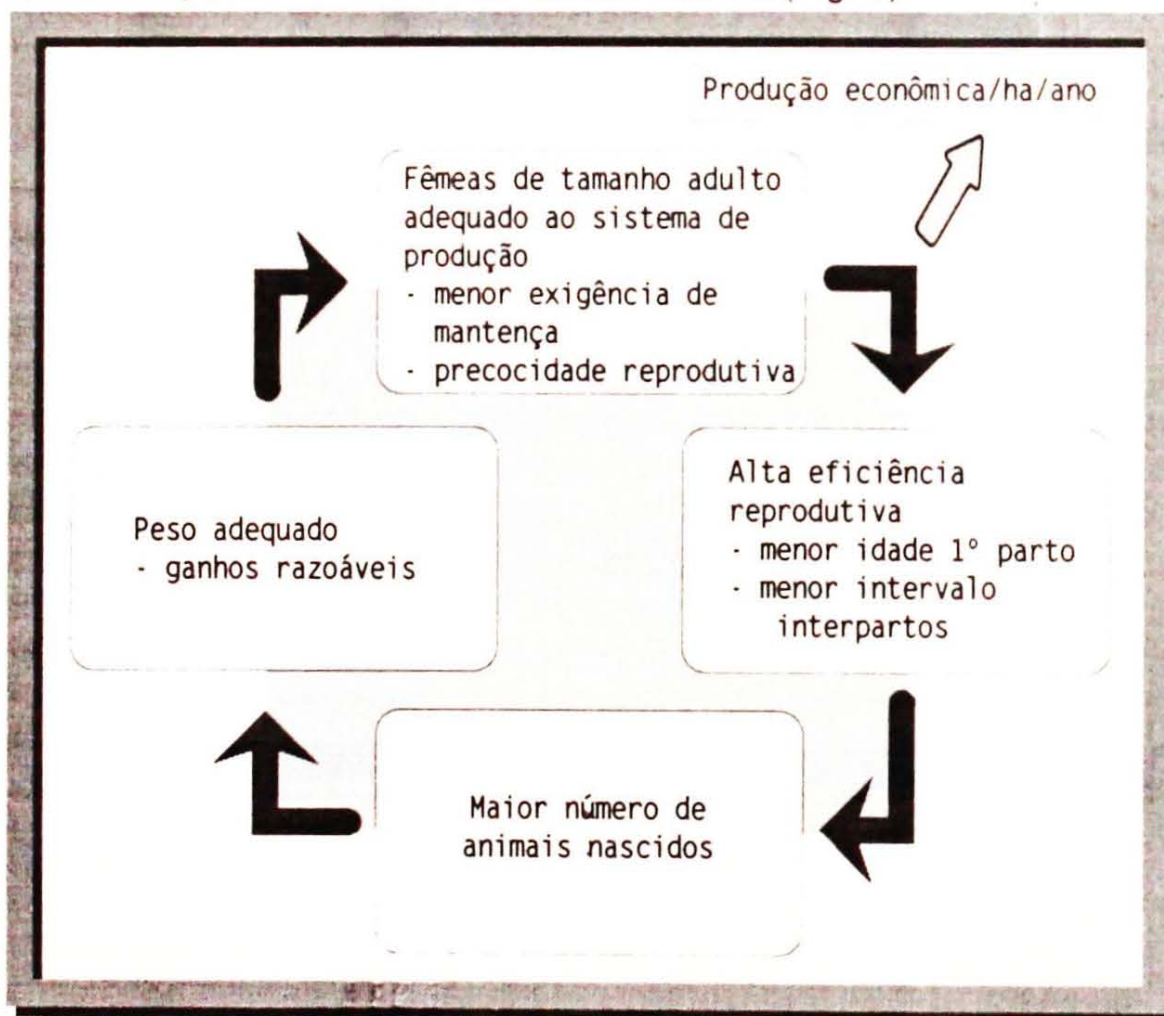 Produção econômica/ha/ano
Fêmeas de tamanho adulto
adequado ao sistema de
produção
- menor exigência de
mantença
- precocidade reprodutiva
Alta eficiência
reprodutiva
- menor idade 1º parto
- menor intervalo
interpartos
Maior número de
animais nascidos
Peso adequado
- ganhos razoáveis